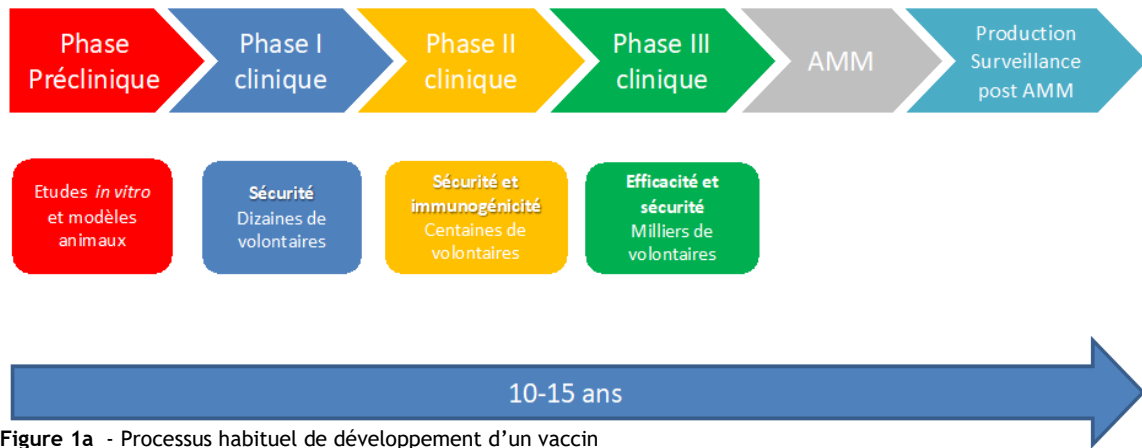 Phase
Préclinique
Phase I
clinique
Phase II
clinique
Phase III
clinique
AMM
Production
Surveillance
post AMM
Etudes in vitro
et modèles
animaux
Sécurité
Dizaines de
volontaires
Sécurité et
immunogénicité
Centaines de
volontaires
Efficacité et
sécurité
Milliers de
volontaires
10-15 ans
Figure 1a - Processus habituel de développement d’un vaccin